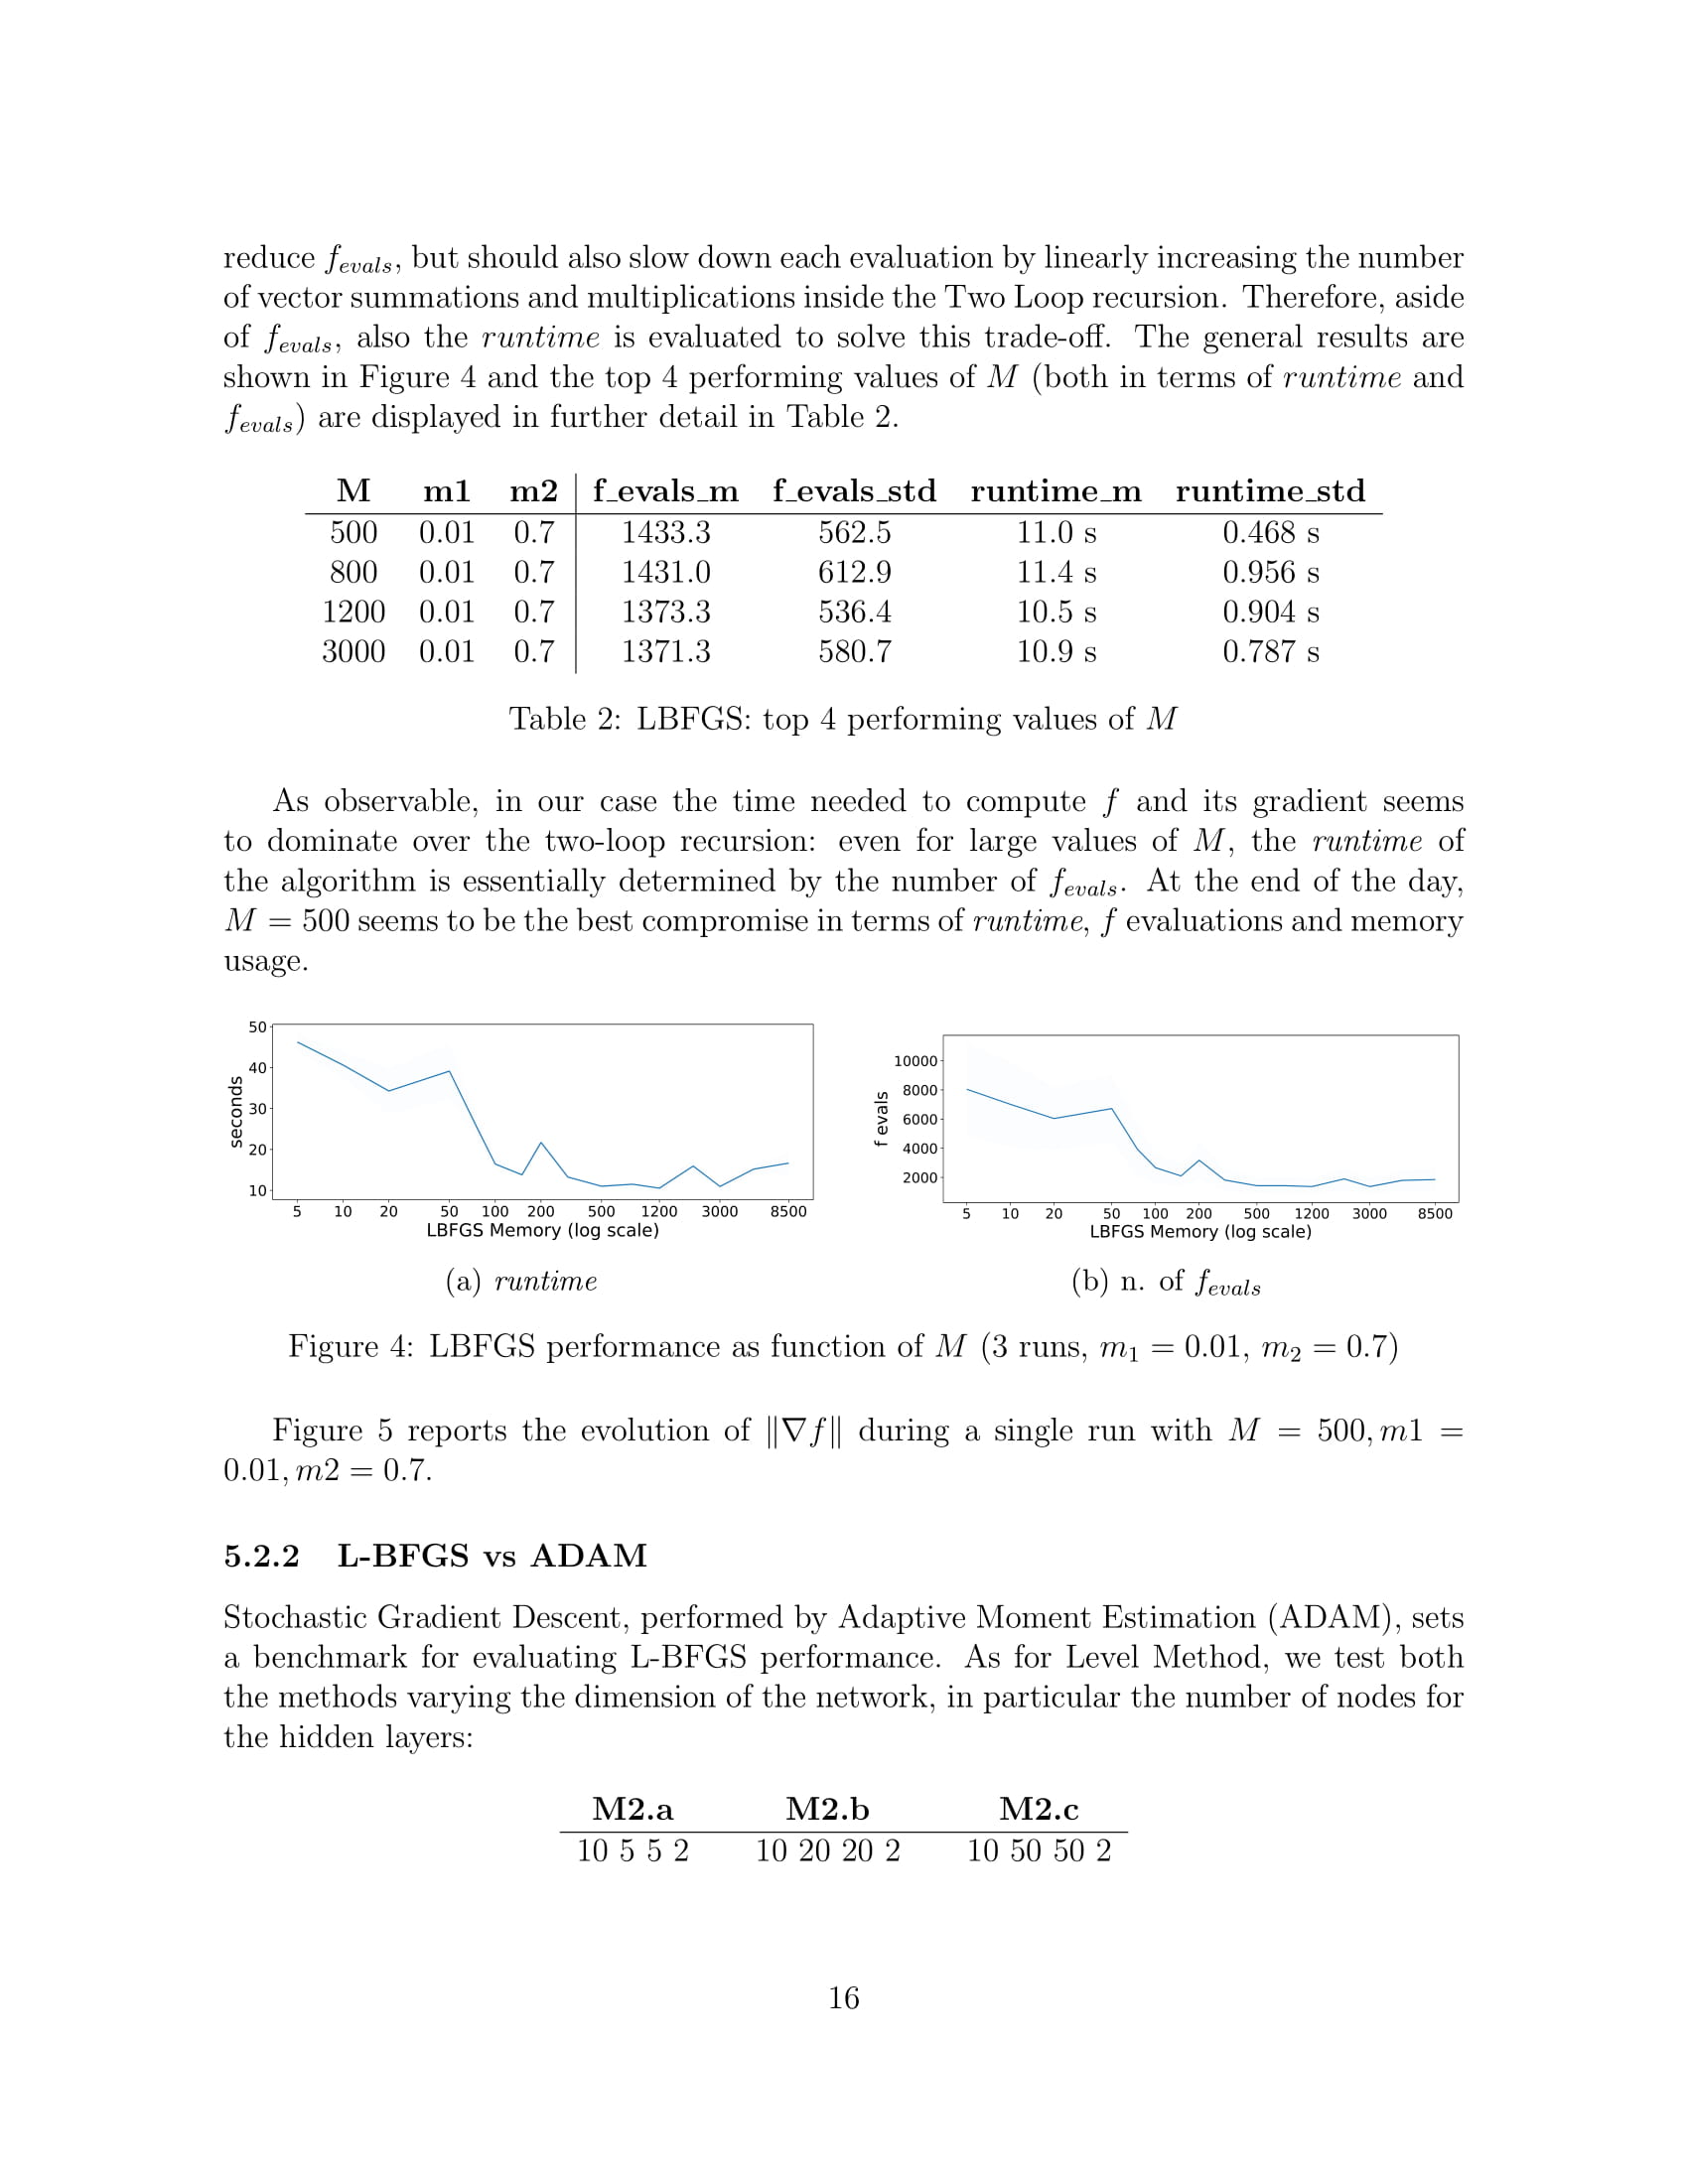 reduce f_evals, but should also slow down each evaluation by linearly increasing the number
of vector summations and multiplications inside the Two Loop recursion. Therefore, aside
of f_evals, also the runtime is evaluated to solve this trade-off. The general results are
shown in Figure 4 and the top 4 performing values of M (both in terms of runtime and
f_evals) are displayed in further detail in Table 2.
M m1 m2 f_evals_m f_evals_std runtime_m runtime_std
500 0.01 0.7 1433.3 562.5 11.0 s 0.468 s
800 0.01 0.7 1431.0 612.9 11.4 s 0.956 s
1200 0.01 0.7 1373.3 536.4 10.5 s 0.904 s
3000 0.01 0.7 1371.3 580.7 10.9 s 0.787 s
Table 2: LBFGS: top 4 performing values of M
As observable, in our case the time needed to compute f and its gradient seems
to dominate over the two-loop recursion: even for large values of M, the runtime of
the algorithm is essentially determined by the number of f_evals. At the end of the day,
M = 500 seems to be the best compromise in terms of runtime, f evaluations and memory
usage.
50
40
30
20
10
seconds
5 10 20 50 100 200 500 1200 3000 8500
LBFGS Memory (log scale)
(a) runtime
10000
8000
6000
4000
2000
f evals
5 10 20 50 100 200 500 1200 3000 8500
LBFGS Memory (log scale)
(b) n. of f_evals
Figure 4: LBFGS performance as function of M (3 runs, m₁ = 0.01, m₂ = 0.7)
Figure 5 reports the evolution of ‖∇f‖ during a single run with M = 500, m1 =
0.01, m2 = 0.7.
5.2.2 L-BFGS vs ADAM
Stochastic Gradient Descent, performed by Adaptive Moment Estimation (ADAM), sets
a benchmark for evaluating L-BFGS performance. As for Level Method, we test both
the methods varying the dimension of the network, in particular the number of nodes for
the hidden layers:
M2.a M2.b M2.c
10 5 5 2 10 20 20 2 10 50 50 2
16